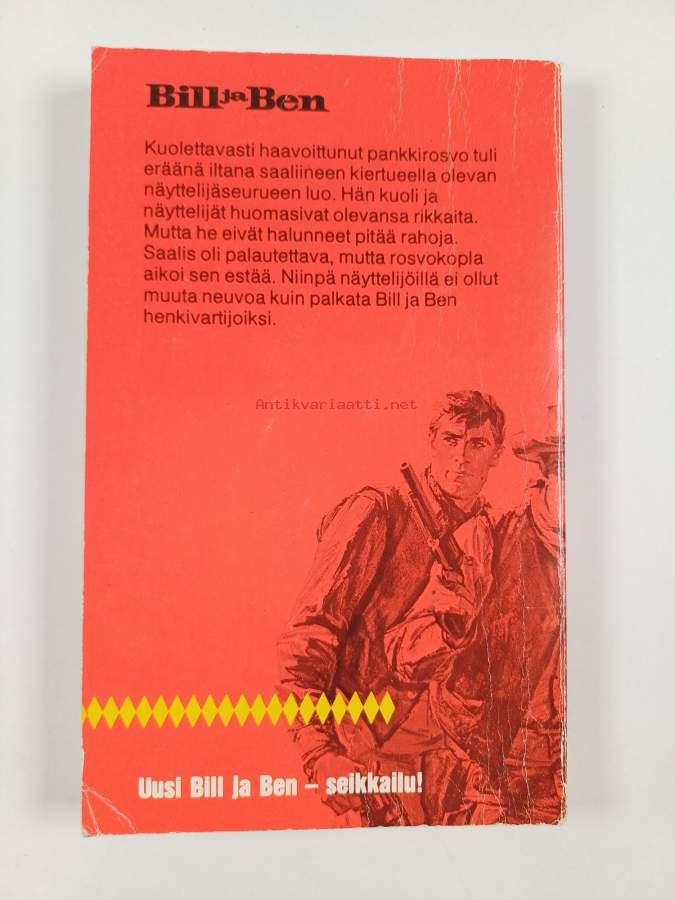 Bill ja Ben
Kuolettavasti haavoittunut pankkirosvo tuli
eräänä iltana saaliineen kiertueella olevan
näyttelijäseurueen luo. Hän kuoli ja
näyttelijät huomasivat olevansa rikkaita.
Mutta he eivät halunneet pitää rahoja.
Saalis oli palautettava, mutta rosvokopla
aikoi sen estää. Niinpä näyttelijöillä ei ollut
muuta neuvoa kuin palkata Bill ja Ben
henkivartijoiksi.
Antikvariaatti.net
Uusi Bill ja Ben – seikkailu!